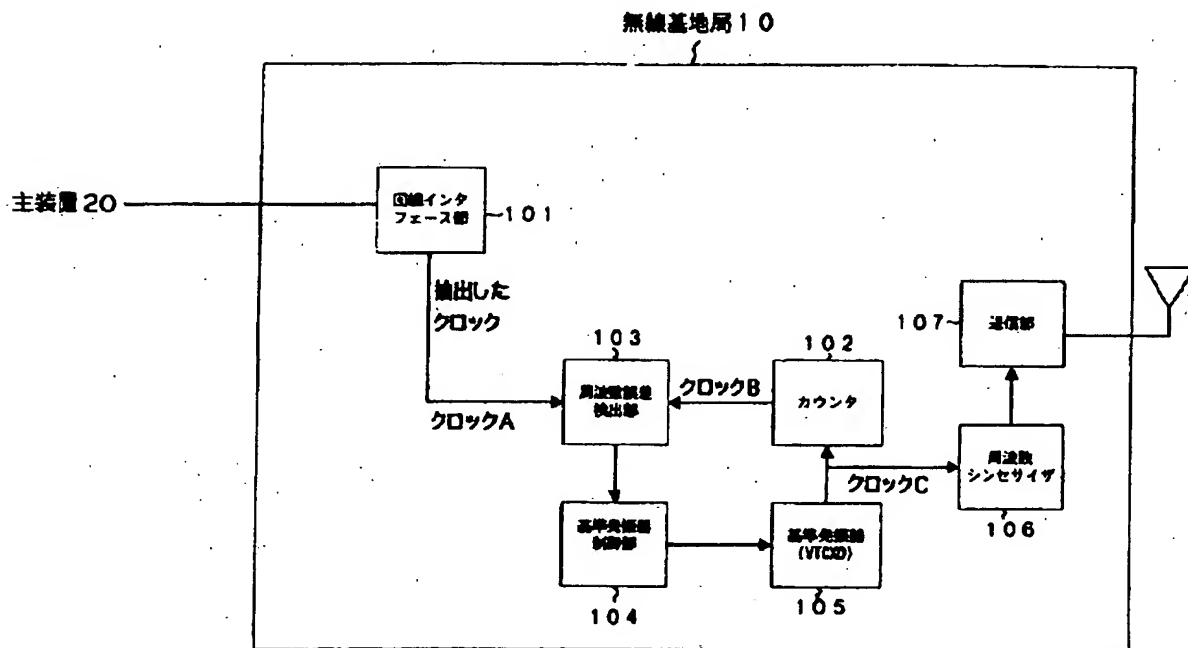 無線基地局10
主装置20
回線インタ
フェース部
101
抽出した
クロック
クロックA
103
周波数誤差
検出部
クロックB
102
カウンタ
107
送信部
クロックC
周波数
シンセサイザ
106
基準発振器
制御部
104
基準発振器
(VTCXO)
105